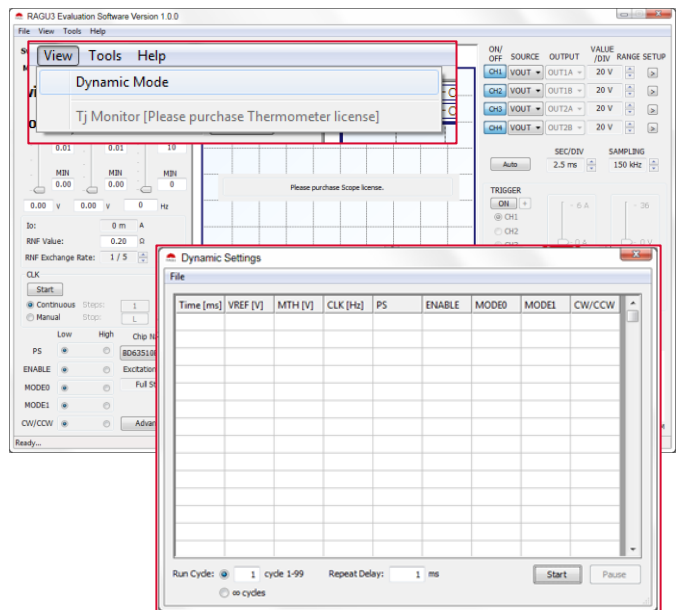 RAGU3 Evaluation Software Version 1.0.0
File View Tools Help
View Tools Help
Dynamic Mode
Tj Monitor [Please purchase Thermometer license]
ON/OFF SOURCE OUTPUT VALUE/DIV RANGE SETUP
CH1 VOUT OUT1A 20 V
CH2 VOUT OUT1B 20 V
CH3 VOUT OUT2A 20 V
CH4 VOUT OUT2B 20 V
SEC/DIV SAMPLING
Auto 2.5 ms 150 kHz
TRIGGER
ON +
CH1
CH2
6 A
36
0 A
0 V
0.01 0.01 10
MIN MIN MIN
0.00 0.00 0
0.00 V 0.00 V 0 Hz
Please purchase Scope license.
Io: 0 m A
RNF Value: 0.20 Ω
RNF Exchange Rate: 1 / 5
CLK
Start
Continuous Steps: 1
Manual Stop: L
Low High
PS
ENABLE Excitation
MODE0 Full
MODE1
CW/CCW
Ready...
Dynamic Settings
File
Time [ms] VREF [V] MTH [V] CLK [Hz] PS ENABLE MODE0 MODE1 CW/CCW
Run Cycle: 1 cyde 1-99 Repeat Delay: 1 ms Start Pause
∞ cycles